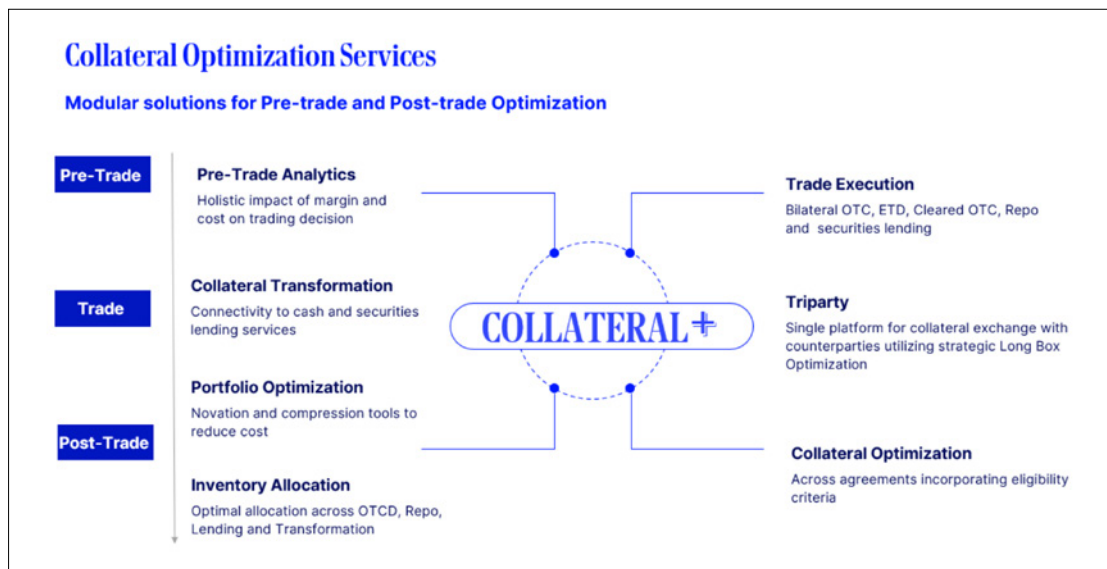 Collateral Optimization Services
Modular solutions for Pre-trade and Post-trade Optimization
Pre-Trade
Pre-Trade Analytics
Holistic impact of margin and
cost on trading decision
Trade
Collateral Transformation
Connectivity to cash and securities
lending services
Portfolio Optimization
Novation and compression tools to
reduce cost
Post-Trade
Inventory Allocation
Optimal allocation across OTCD, Repo,
Lending and Transformation
COLLATERAL+
Trade Execution
Bilateral OTC, ETD, Cleared OTC, Repo
and securities lending
Triparty
Single platform for collateral exchange with
counterparties utilizing strategic Long Box
Optimization
Collateral Optimization
Across agreements incorporating eligibility
criteria